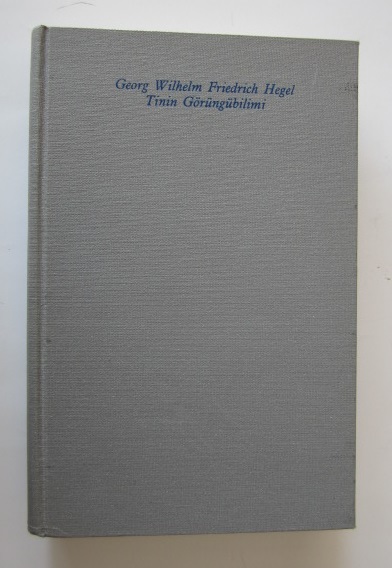 Georg Wilhelm Friedrich Hegel
Tinin Görüngübilimi